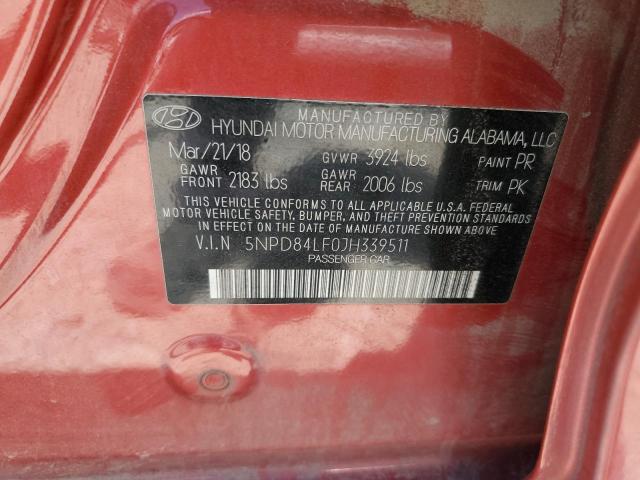 MANUFACTURED BY
HYUNDAI MOTOR MANUFACTURING ALABAMA, LLC
Mar/21/18 GVWR 3924 lbs PAINT PR
GAWR FRONT 2183 lbs GAWR REAR 2006 lbs TRIM PK
THIS VEHICLE CONFORMS TO ALL APPLICABLE U.S.A. FEDERAL
MOTOR VEHICLE SAFETY, BUMPER, AND THEFT PREVENTION STANDARDS
IN EFFECT ON THE DATE OF MANUFACTURE SHOWN ABOVE.
V.I.N 5NPD84LF0JH339511
PASSENGER CAR